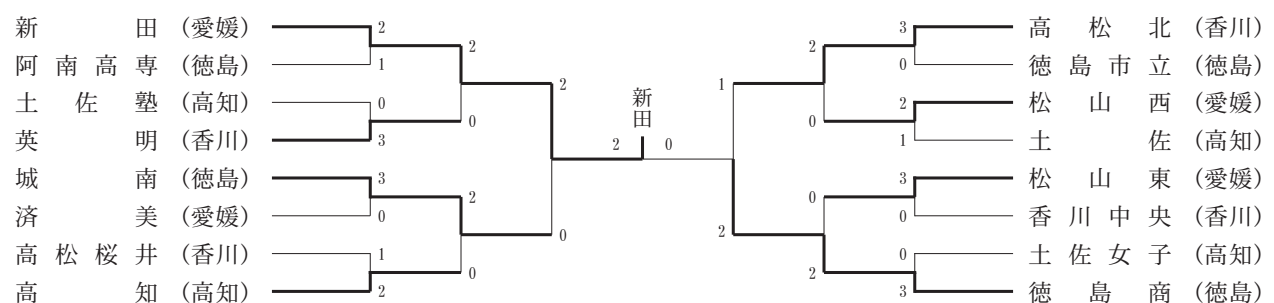 新田 (愛媛) 2 3 高松北 (香川)
2 2
阿南高専 (徳島) 1 0 徳島市立 (徳島)
2 1
土佐塾 (高知) 0 2 松山西 (愛媛)
0 0
英明 (香川) 3 1 土佐 (高知)
新田
2 0
城南 (徳島) 3 3 松山東 (愛媛)
2 0
済美 (愛媛) 0 0 香川中央 (香川)
0 2
高松桜井 (香川) 1 0 土佐女子 (高知)
0 2
高知 (高知) 2 3 徳島商 (徳島)